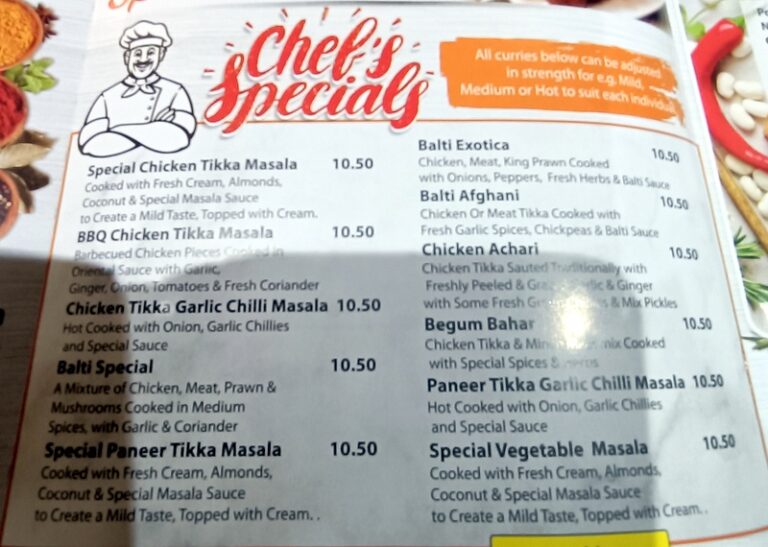 Chef's
Specials
All curries below can be adjusted
in strength for e.g. Mild,
Medium or Hot to suit each individual
Special Chicken Tikka Masala 10.50
Cooked with Fresh Cream, Almonds,
Coconut & Special Masala Sauce
to Create a Mild Taste, Topped with Cream.
BBQ Chicken Tikka Masala 10.50
Barbecued Chicken Pieces Cooked in
Oriental Sauce with Garlic,
Ginger, Onion, Tomatoes & Fresh Coriander
Chicken Tikka Garlic Chilli Masala 10.50
Hot Cooked with Onion, Garlic Chillies
and Special Sauce
Balti Special 10.50
A Mixture of Chicken, Meat, Prawn &
Mushrooms Cooked in Medium
Spices, with Garlic & Coriander
Special Paneer Tikka Masala 10.50
Cooked with Fresh Cream, Almonds,
Coconut & Special Masala Sauce
to Create a Mild Taste, Topped with Cream. .
Balti Exotica 10.50
Chicken, Meat, King Prawn Cooked
with Onions, Peppers, Fresh Herbs & Balti Sauce
Balti Afghani 10.50
Chicken Or Meat Tikka Cooked with
Fresh Garlic Spices, Chickpeas & Balti Sauce
Chicken Achari 10.50
Chicken Tikka Sauted Traditionally with
Freshly Peeled & Garlic & Ginger
with Some Fresh & Mix Pickles
Begum Bahar 10.50
Chicken Tikka & mix Cooked
with Special Spices & Herbs
Paneer Tikka Garlic Chilli Masala 10.50
Hot Cooked with Onion, Garlic Chillies
and Special Sauce
Special Vegetable Masala 10.50
Cooked with Fresh Cream, Almonds,
Coconut & Special Masala Sauce
to Create a Mild Taste, Topped with Cream. .